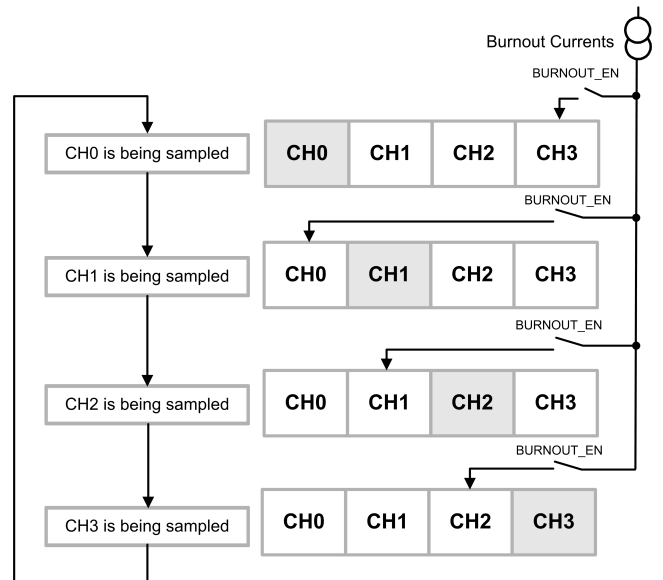 Burnout Currents
BURNOUT_EN
CH0 is being sampled
CH0 CH1 CH2 CH3
BURNOUT_EN
CH1 is being sampled
CH0 CH1 CH2 CH3
BURNOUT_EN
CH2 is being sampled
CH0 CH1 CH2 CH3
BURNOUT_EN
CH3 is being sampled
CH0 CH1 CH2 CH3